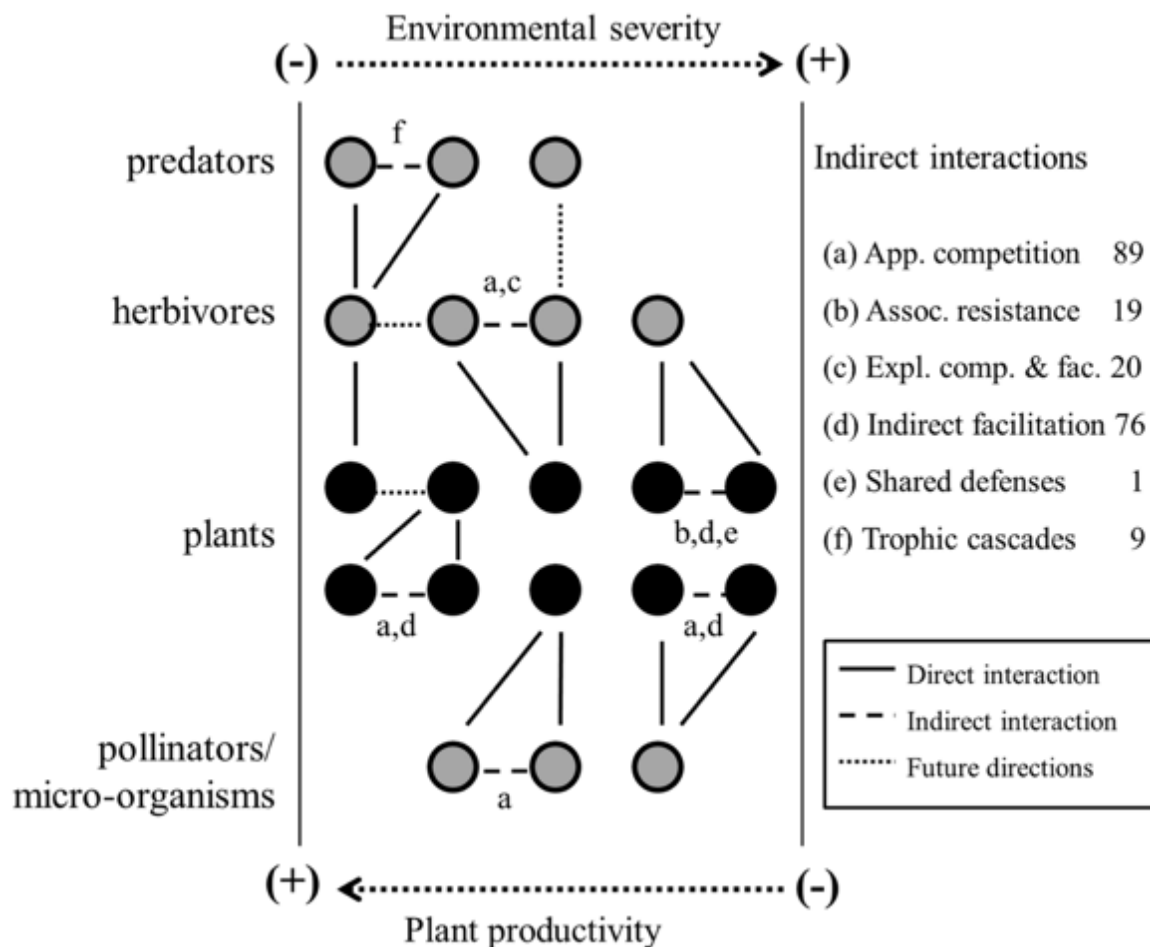 Environmental severity
(-) (+)
f
predators
Indirect interactions
(a) App. competition 89
a,c
herbivores
(b) Assoc. resistance 19
(c) Expl. comp. & fac. 20
(d) Indirect facilitation 76
(e) Shared defenses 1
plants
b,d,e
(f) Trophic cascades 9
a,d
a,d
Direct interaction
Indirect interaction
Future directions
pollinators/
micro-organisms
a
(+) (-)
Plant productivity